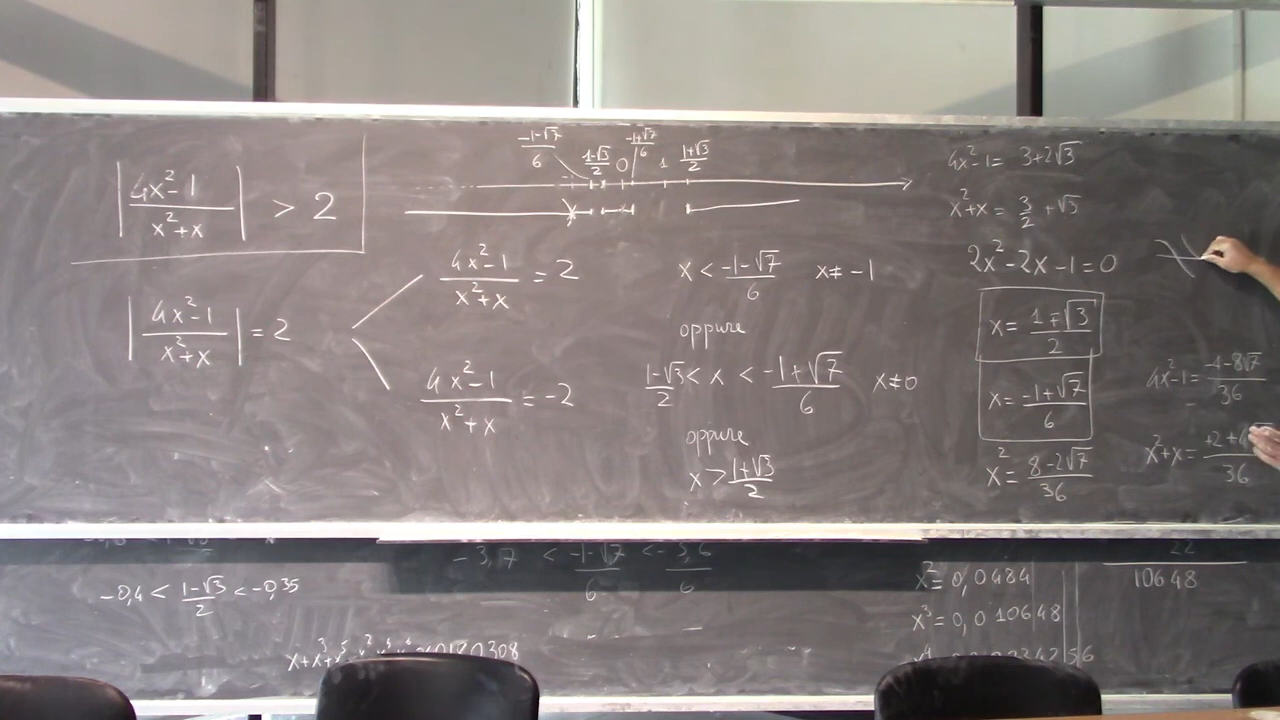 |4x²-1 / x²+x| > 2
|4x²-1 / x²+x| = 2
-1-√7 / 6   1-√3 / 2   0   -1+√7 / 6   1   1+√3 / 2
4x²-1 / x²+x = 2
4x²-1 / x²+x = -2
x < -1-√7 / 6   x≠-1
oppure
1-√3 / 2 < x < -1+√7 / 6   x≠0
oppure
x > 1+√3 / 2
4x²-1 = 3+2√3
x²+x = 3/2 + √3
2x²-2x-1=0
x = 1∓√3 / 2
x = -1+√7 / 6
x² = 8-2√7 / 36
4x²-1 = -4-8√7 / 36
x²+x = +2+ / 36
-0,4 < 1-√3 / 2 < -0,35
-3,7 < -1-√7 / 6 < -3,6 / 6
x² = 0,0484
x³ = 0,010648
22
10648